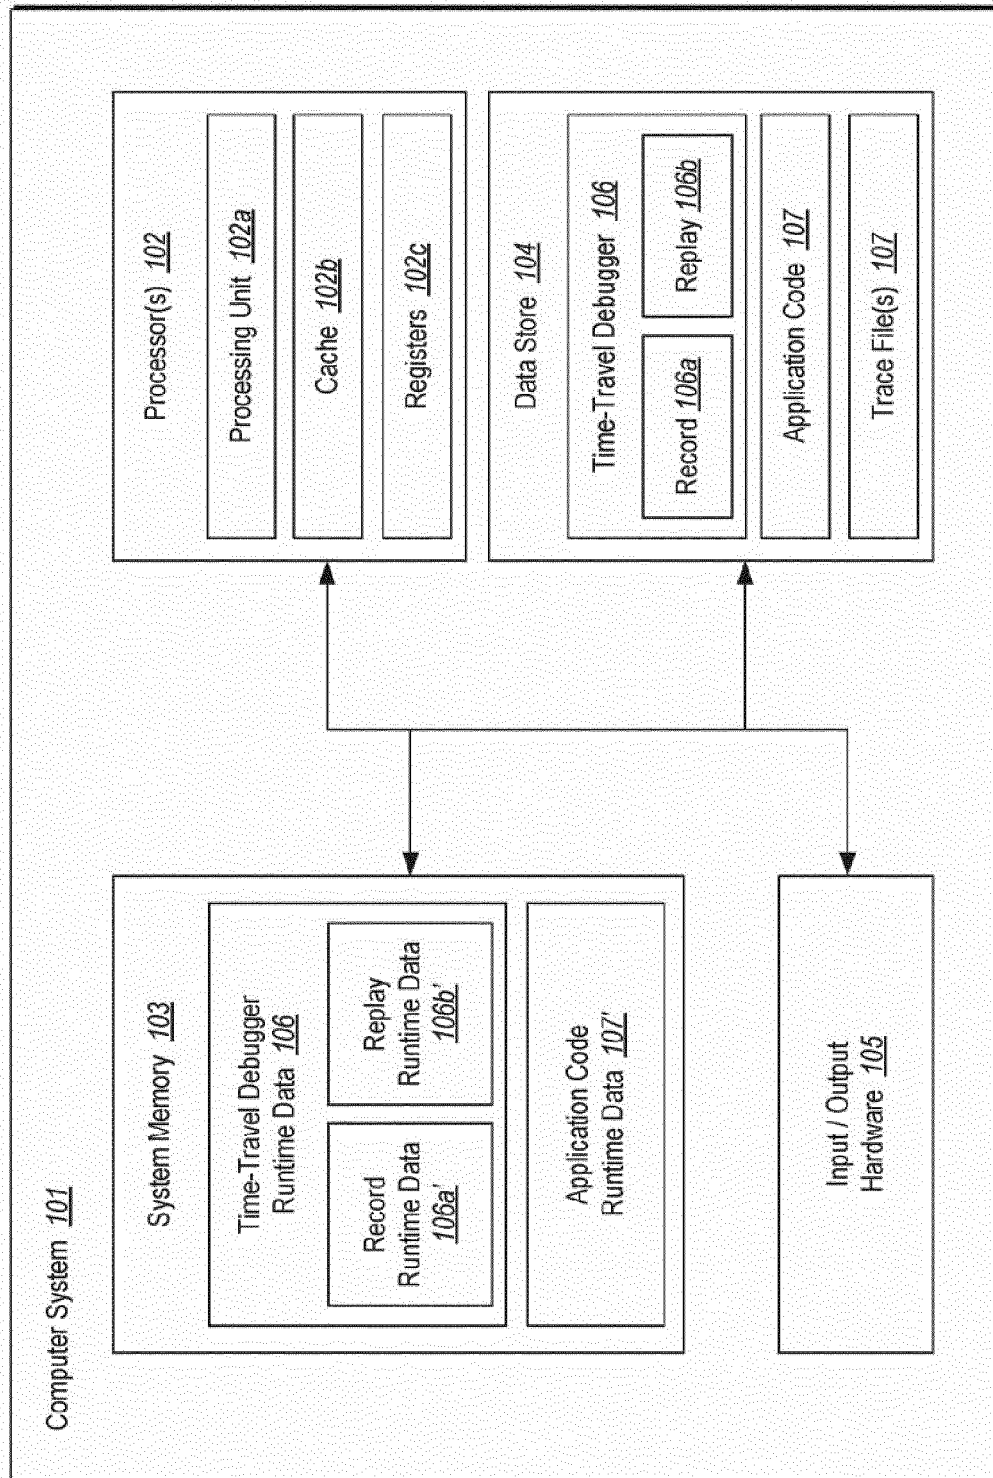 Computer System 101
System Memory 103
Time-Travel Debugger
Runtime Data 106
Record
Runtime Data
106a'
Replay
Runtime Data
106b'
Application Code
Runtime Data 107'
Input / Output
Hardware 105
Processor(s) 102
Processing Unit 102a
Cache 102b
Registers 102c
Data Store 104
Time-Travel Debugger 106
Record 106a
Replay 106b
Application Code 107
Trace File(s) 107